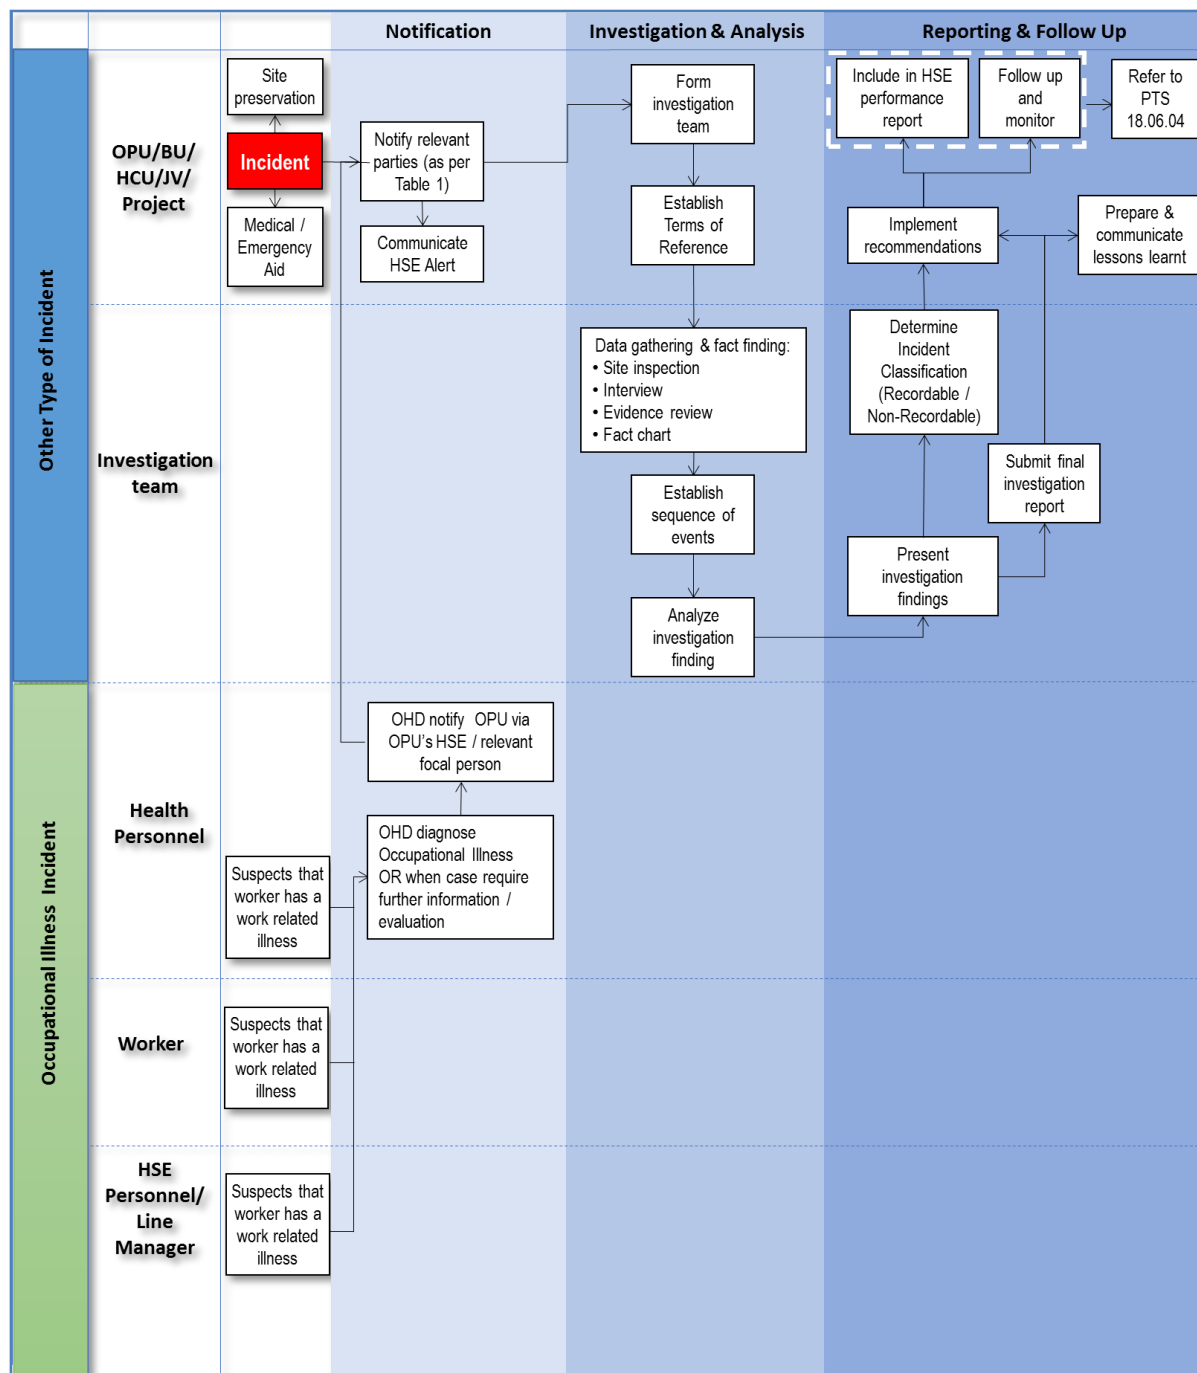 Notification
Investigation & Analysis
Reporting & Follow Up
Other Type of Incident
OPU/BU/
HCU/JV/
Project
Site
preservation
Incident
Medical /
Emergency
Aid
Notify relevant
parties (as per
Table 1)
Communicate
HSE Alert
Form
investigation
team
Establish
Terms of
Reference
Include in HSE
performance
report
Follow up
and
monitor
Refer to
PTS
18.06.04
Implement
recommendations
Prepare &
communicate
lessons learnt
Investigation
team
Data gathering & fact finding:
• Site inspection
• Interview
• Evidence review
• Fact chart
Establish
sequence of
events
Analyze
investigation
finding
Determine
Incident
Classification
(Recordable /
Non-Recordable)
Submit final
investigation
report
Present
investigation
findings
Occupational Illness Incident
Health
Personnel
OHD notify OPU via
OPU's HSE / relevant
focal person
OHD diagnose
Occupational Illness
OR when case require
further information /
evaluation
Suspects that
worker has a
work related
illness
Worker
Suspects that
worker has a
work related
illness
HSE
Personnel/
Line
Manager
Suspects that
worker has a
work related
illness